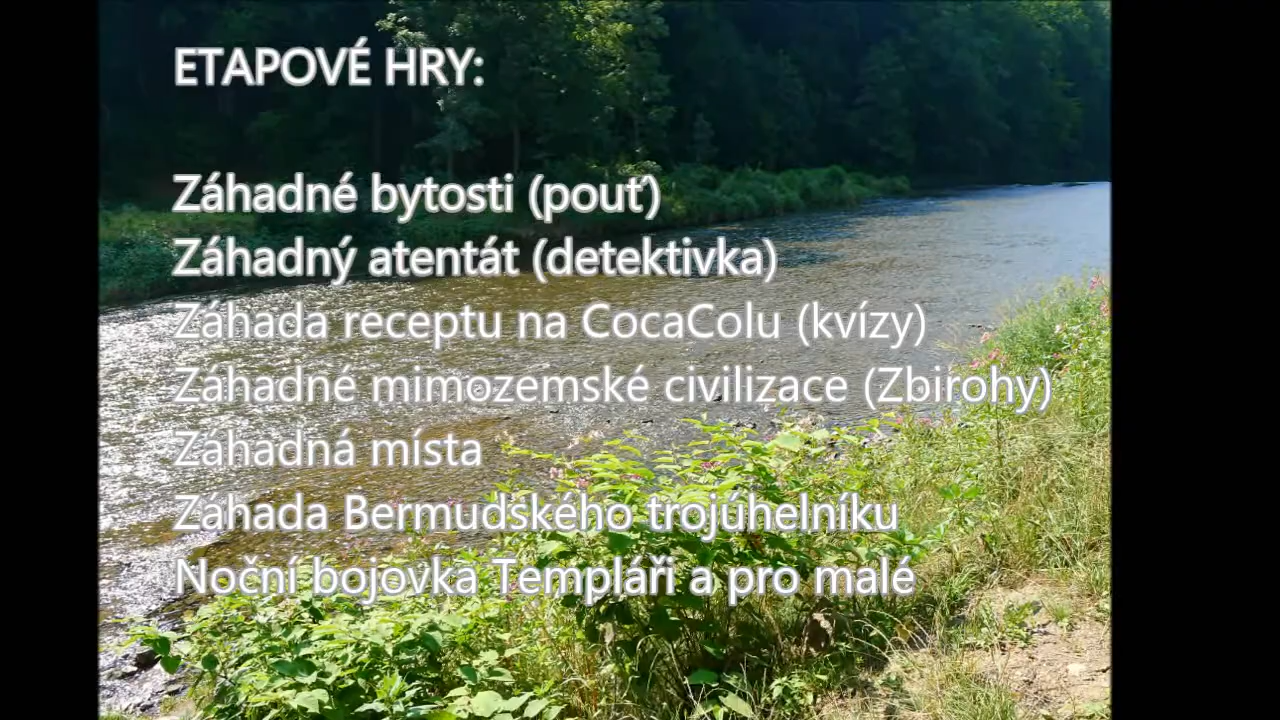 ETAPOVÉ HRY:
Záhadné bytosti (pouť)
Záhadný atentát (detektivka)
Záhada receptu na CocaColu (kvízy)
Záhadné mimozemské civilizace (Zbirohy)
Záhadná místa
Záhada Bermudského trojúhelníku
Noční bojovka Templáři a pro malé